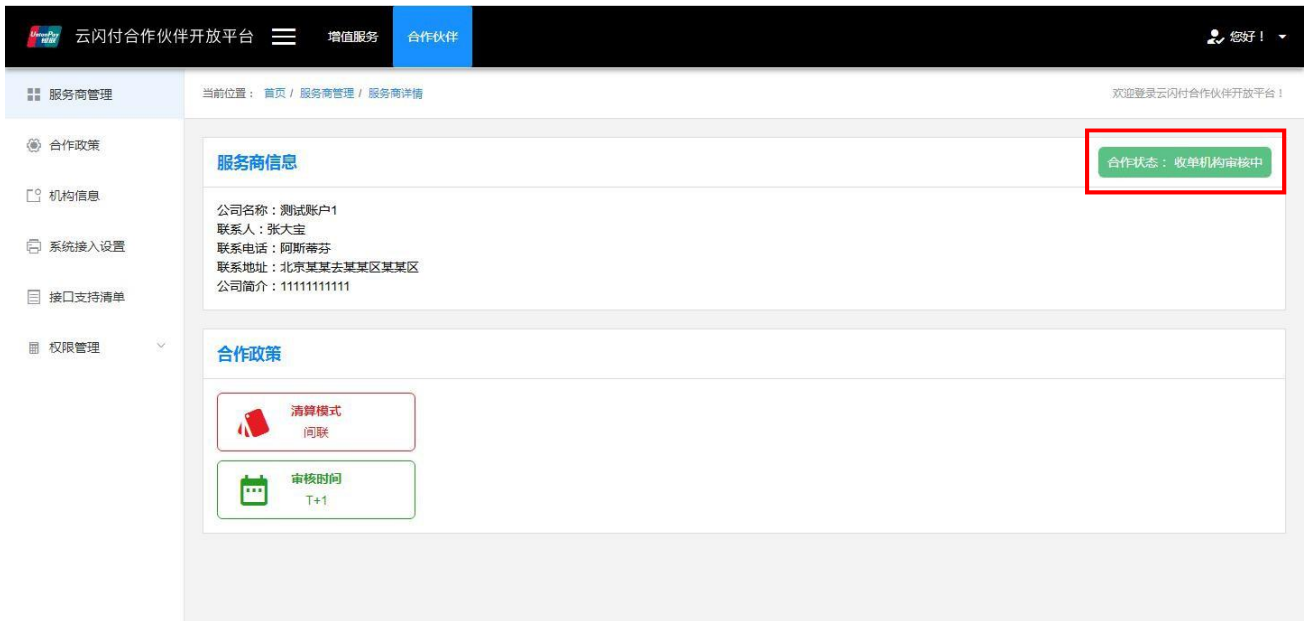 UnionPay 银联 云闪付合作伙伴开放平台 增值服务 合作伙伴 您好！
服务商管理
当前位置： 首页 / 服务商管理 / 服务商详情
欢迎登录云闪付合作伙伴开放平台！
合作政策
机构信息
系统接入设置
接口支持清单
权限管理
服务商信息
合作状态： 收单机构审核中
公司名称：测试账户1
联系人：张大宝
联系电话：阿斯蒂芬
联系地址：北京某某去某某区某某区
公司简介：11111111111
合作政策
清算模式
间联
审核时间
T+1